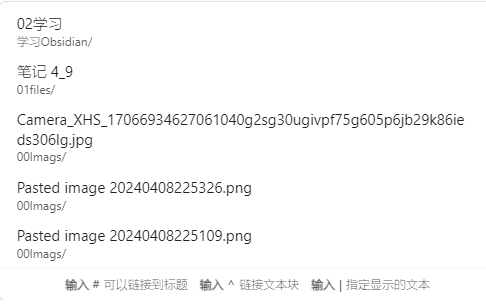 02学习
学习Obsidian/
笔记 4_9
01files/
Camera_XHS_17066934627061040g2sg30ugivpf75g605p6jb29k86ie
ds306lg.jpg
00Imags/
Pasted image 20240408225326.png
00Imags/
Pasted image 20240408225109.png
00Imags/
输入 # 可以链接到标题 输入 ^ 链接文本块 输入 | 指定显示的文本